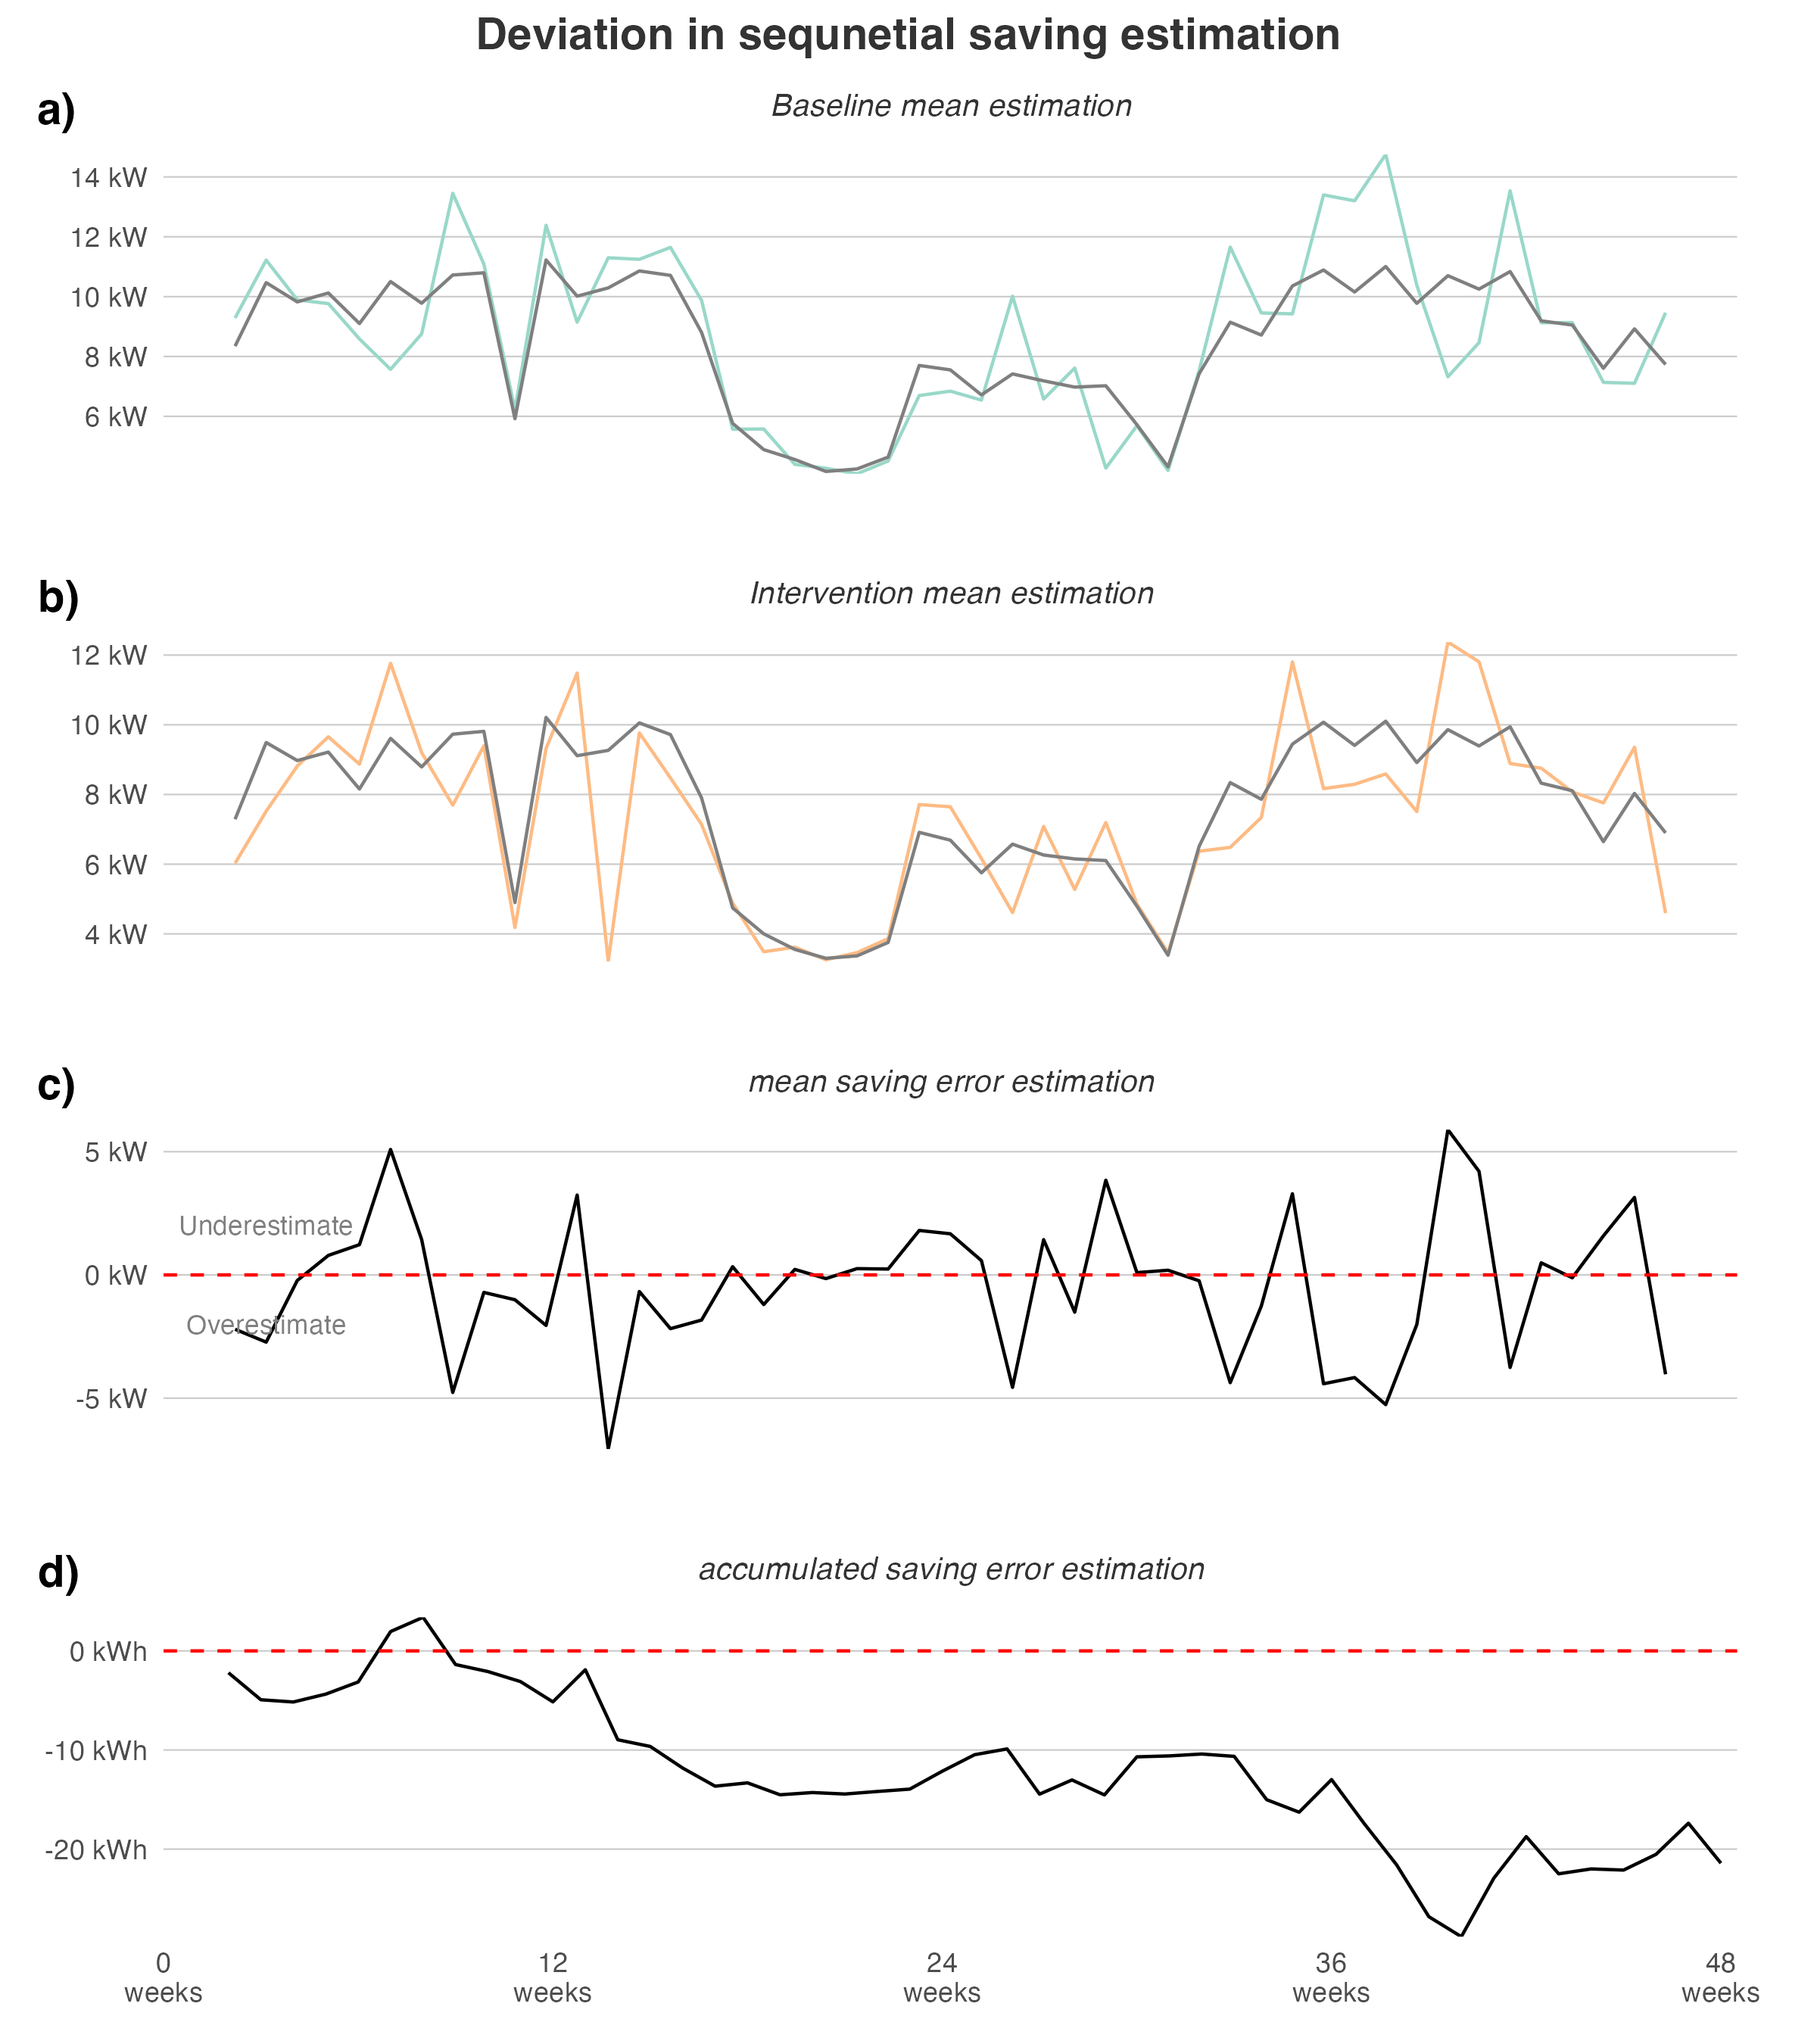 Deviation in sequnetial saving estimation
a)
Baseline mean estimation
14 kW
12 kW
10 kW
8 kW
6 kW
b)
Intervention mean estimation
12 kW
10 kW
8 kW
6 kW
4 kW
c)
mean saving error estimation
5 kW
Underestimate
0 kW
Overestimate
-5 kW
d)
accumulated saving error estimation
0 kWh
-10 kWh
-20 kWh
0 12 24 36 48
weeks weeks weeks weeks weeks